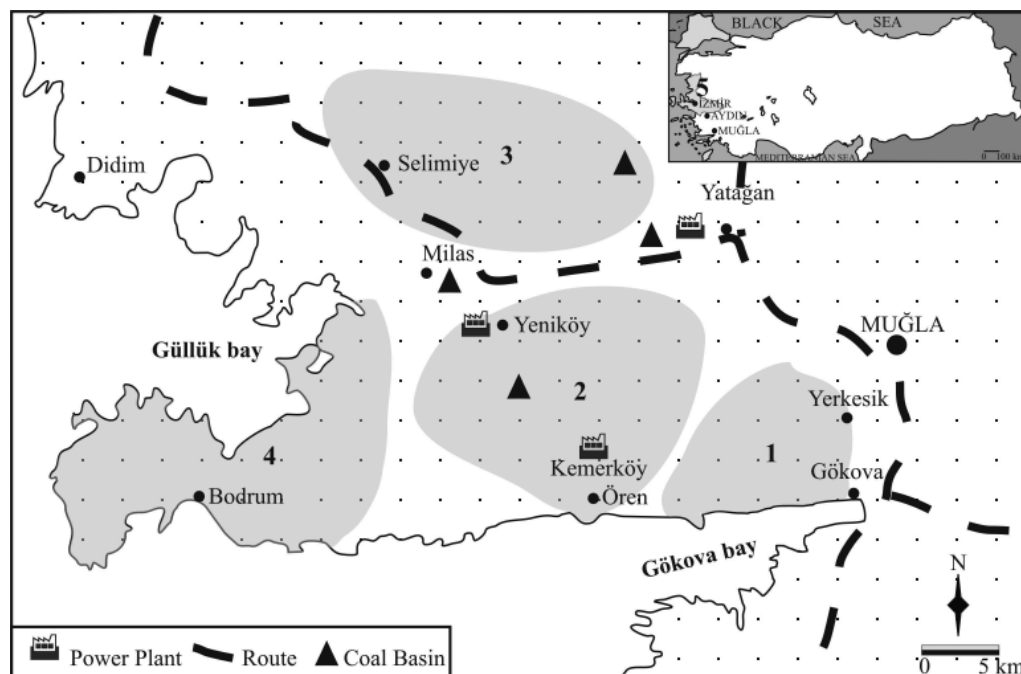 BLACK SEA
5
İZMİR
AYDIN
MUĞLA
MEDITERRANIAN SEA
0 100 km
Didim
Selimiye
3
Yatağan
Milas
Yeniköy
MUĞLA
Güllük bay
2
Yerkesik
4
1
Kemerköy
Gökova
Bodrum
Ören
Gökova bay
N
Power Plant Route Coal Basin
0 5 km